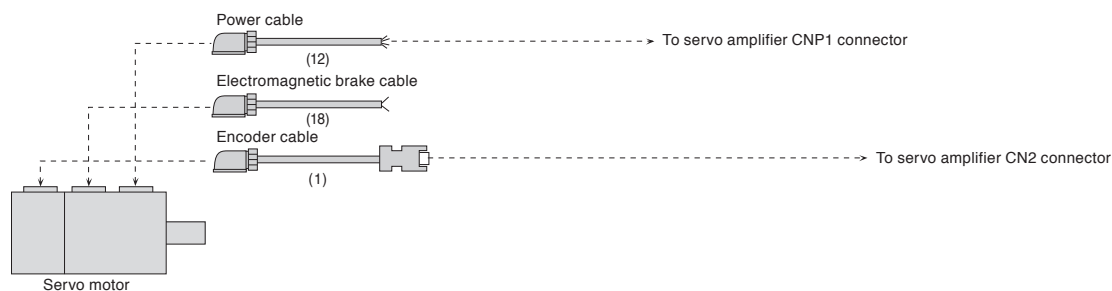 Power cable
To servo amplifier CNP1 connector
(12)
Electromagnetic brake cable
(18)
Encoder cable
To servo amplifier CN2 connector
(1)
Servo motor